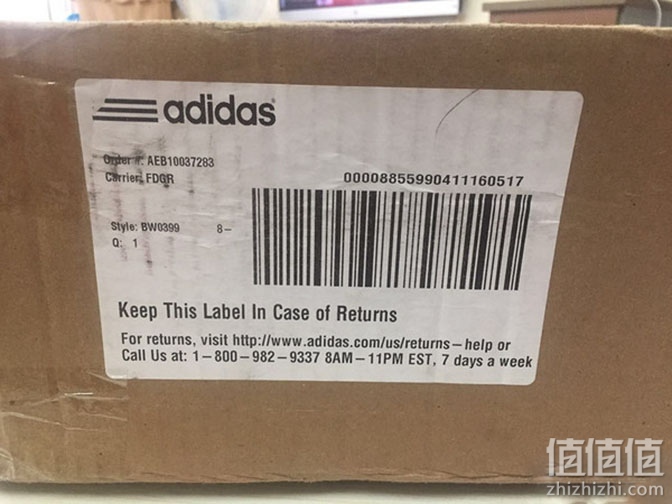 adidas
Order #: AEB10037283
Carrier: FDGR
00008855990411160517
Style: BW0399 8-
Q: 1
Keep This Label In Case of Returns
For returns, visit http://www.adidas.com/us/returns-help or
Call Us at: 1-800-982-9337 8AM-11PM EST, 7 days a week
值值值
zhizhizhi.com